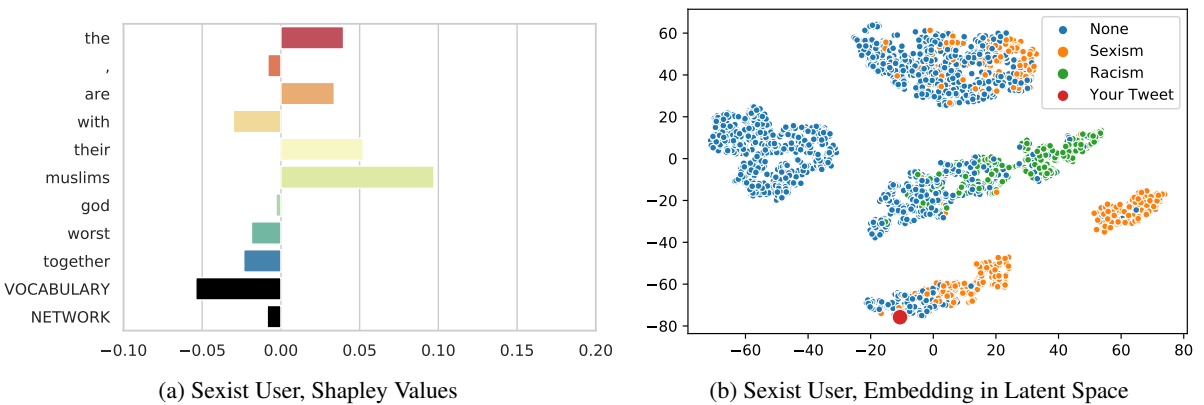 the
,
are
with
their
muslims
god
worst
together
VOCABULARY
NETWORK
−0.10 −0.05 0.00 0.05 0.10 0.15 0.20
(a) Sexist User, Shapley Values
60
40
20
0
−20
−40
−60
−80
−60 −40 −20 0 20 40 60 80
None
Sexism
Racism
Your Tweet
(b) Sexist User, Embedding in Latent Space